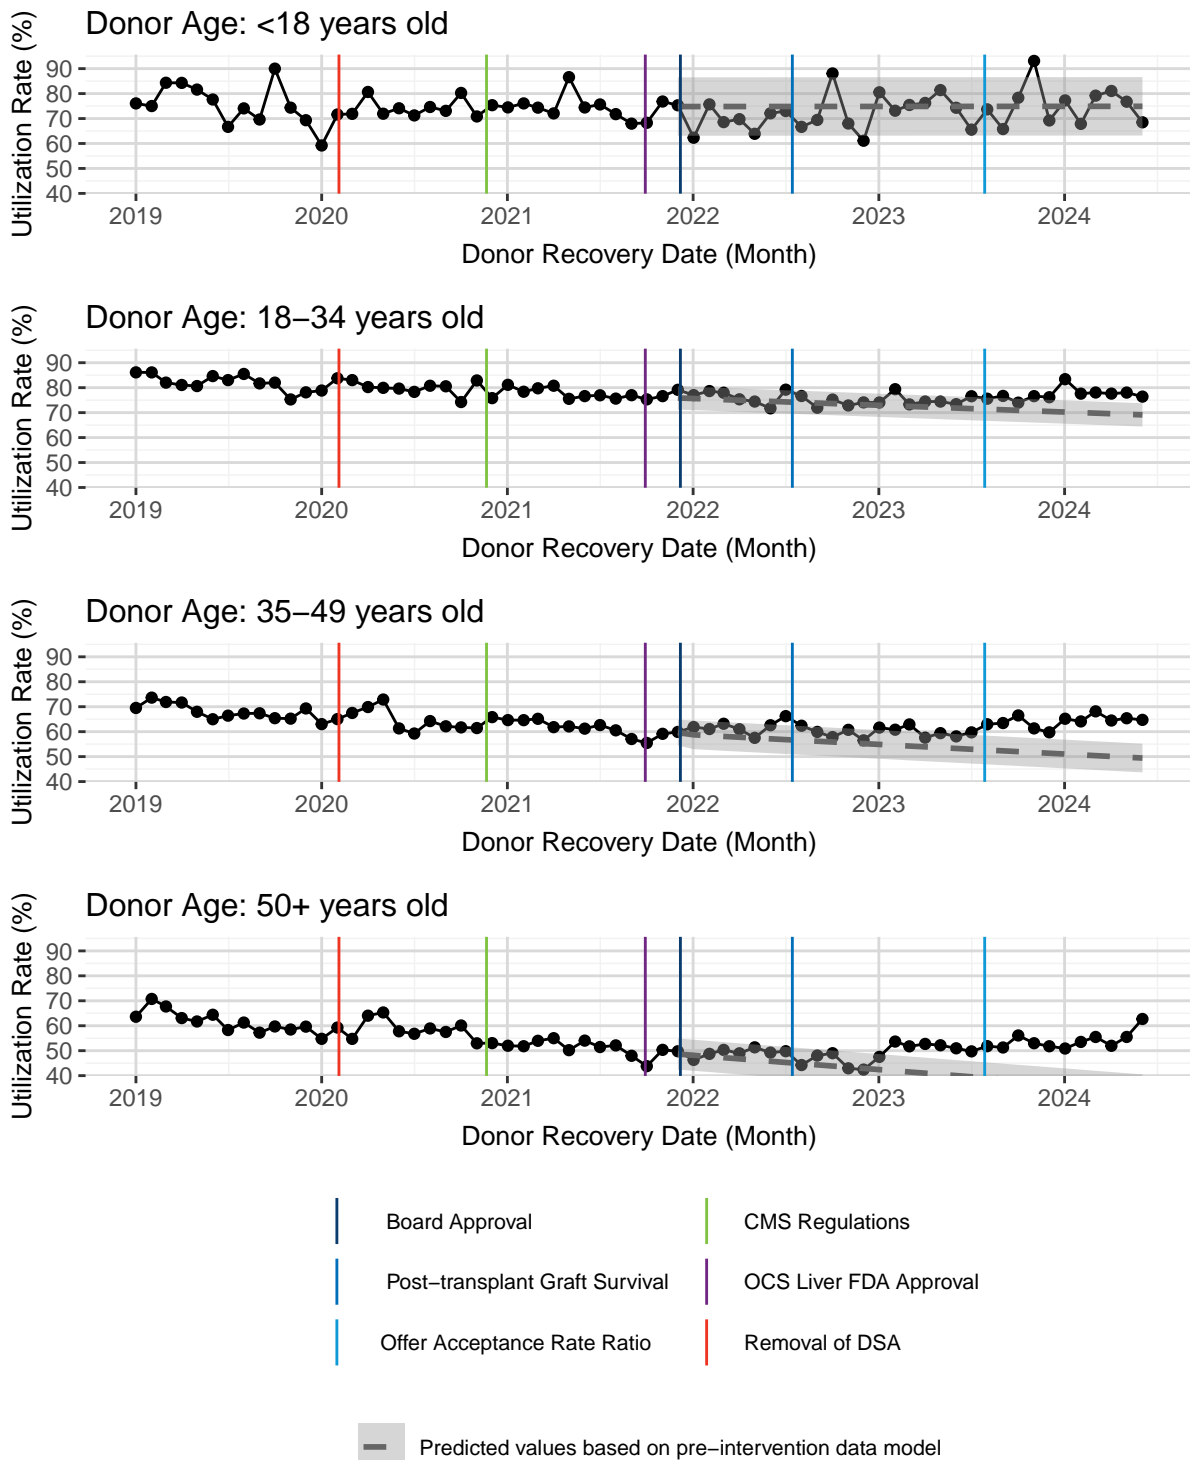 Donor Age: <18 years old
Utilization Rate (%)
90
80
70
60
50
40
2019 2020 2021 2022 2023 2024
Donor Recovery Date (Month)
Donor Age: 18−34 years old
Utilization Rate (%)
90
80
70
60
50
40
2019 2020 2021 2022 2023 2024
Donor Recovery Date (Month)
Donor Age: 35−49 years old
Utilization Rate (%)
90
80
70
60
50
40
2019 2020 2021 2022 2023 2024
Donor Recovery Date (Month)
Donor Age: 50+ years old
Utilization Rate (%)
90
80
70
60
50
40
2019 2020 2021 2022 2023 2024
Donor Recovery Date (Month)
Board Approval CMS Regulations
Post−transplant Graft Survival OCS Liver FDA Approval
Offer Acceptance Rate Ratio Removal of DSA
Predicted values based on pre−intervention data model